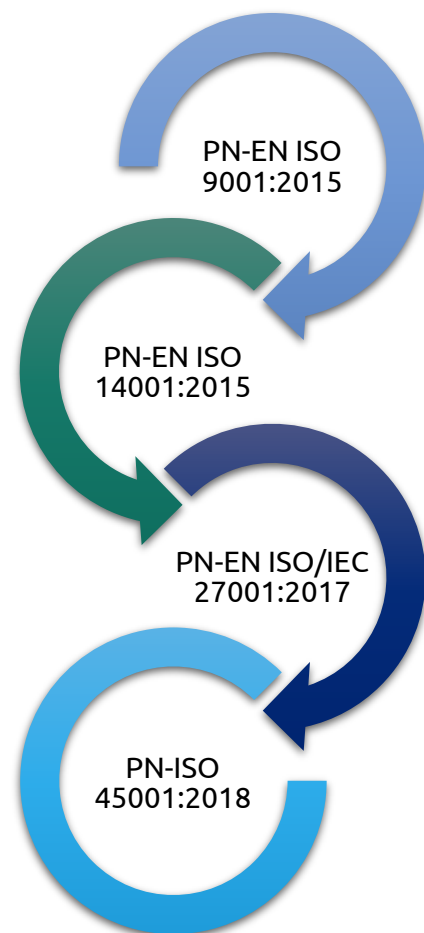 PN-EN ISO
9001:2015
PN-EN ISO
14001:2015
PN-EN ISO/IEC
27001:2017
PN-ISO
45001:2018